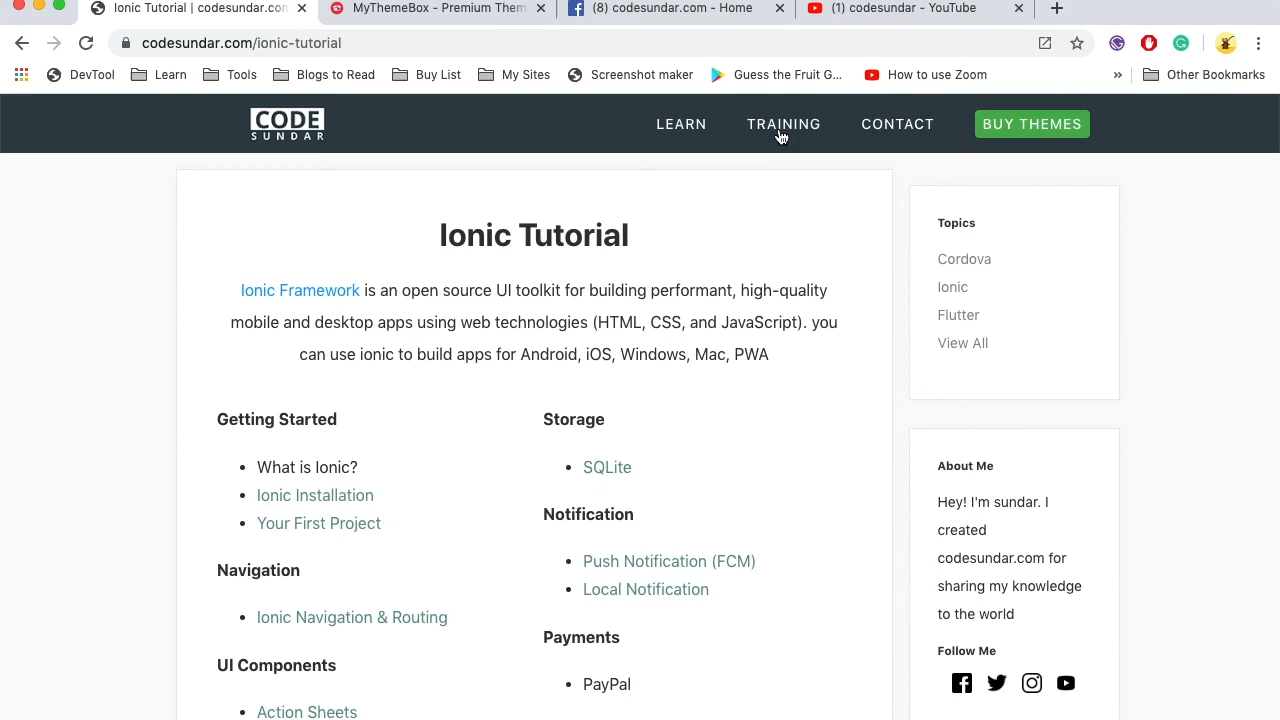 Ionic Tutorial | codesundar.con
MyThemeBox - Premium Them
(8) codesundar.com - Home
(1) codesundar - YouTube
codesundar.com/ionic-tutorial
DevTool
Learn
Tools
Blogs to Read
Buy List
My Sites
Screenshot maker
Guess the Fruit G...
How to use Zoom
»
Other Bookmarks
CODE
SUNDAR
LEARN
TRAINING
CONTACT
BUY THEMES
Ionic Tutorial
Ionic Framework is an open source UI toolkit for building performant, high-quality
mobile and desktop apps using web technologies (HTML, CSS, and JavaScript). you
can use ionic to build apps for Android, iOS, Windows, Mac, PWA
Getting Started
• What is Ionic?
• Ionic Installation
• Your First Project
Navigation
• Ionic Navigation & Routing
UI Components
• Action Sheets
Storage
• SQLite
Notification
• Push Notification (FCM)
• Local Notification
Payments
• PayPal
Topics
Cordova
Ionic
Flutter
View All
About Me
Hey! I'm sundar. I
created
codesundar.com for
sharing my knowledge
to the world
Follow Me